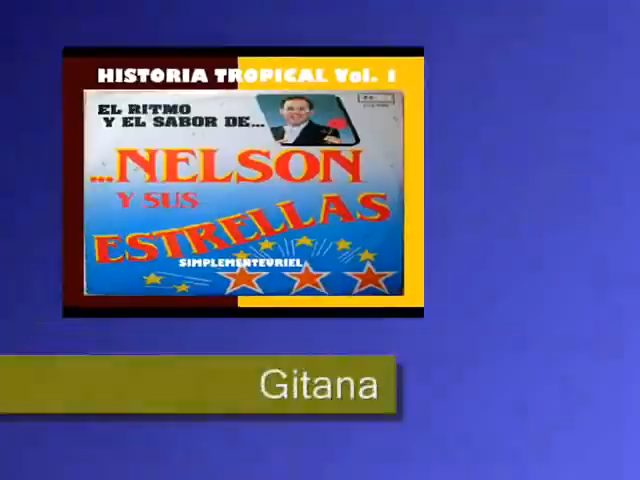 HISTORIA TROPICAL Vol. 1
EL RITMO
Y EL SABOR DE...
...NELSON
Y SUS
ESTRELLAS
SIMPLEMENTEURIEL
Gitana